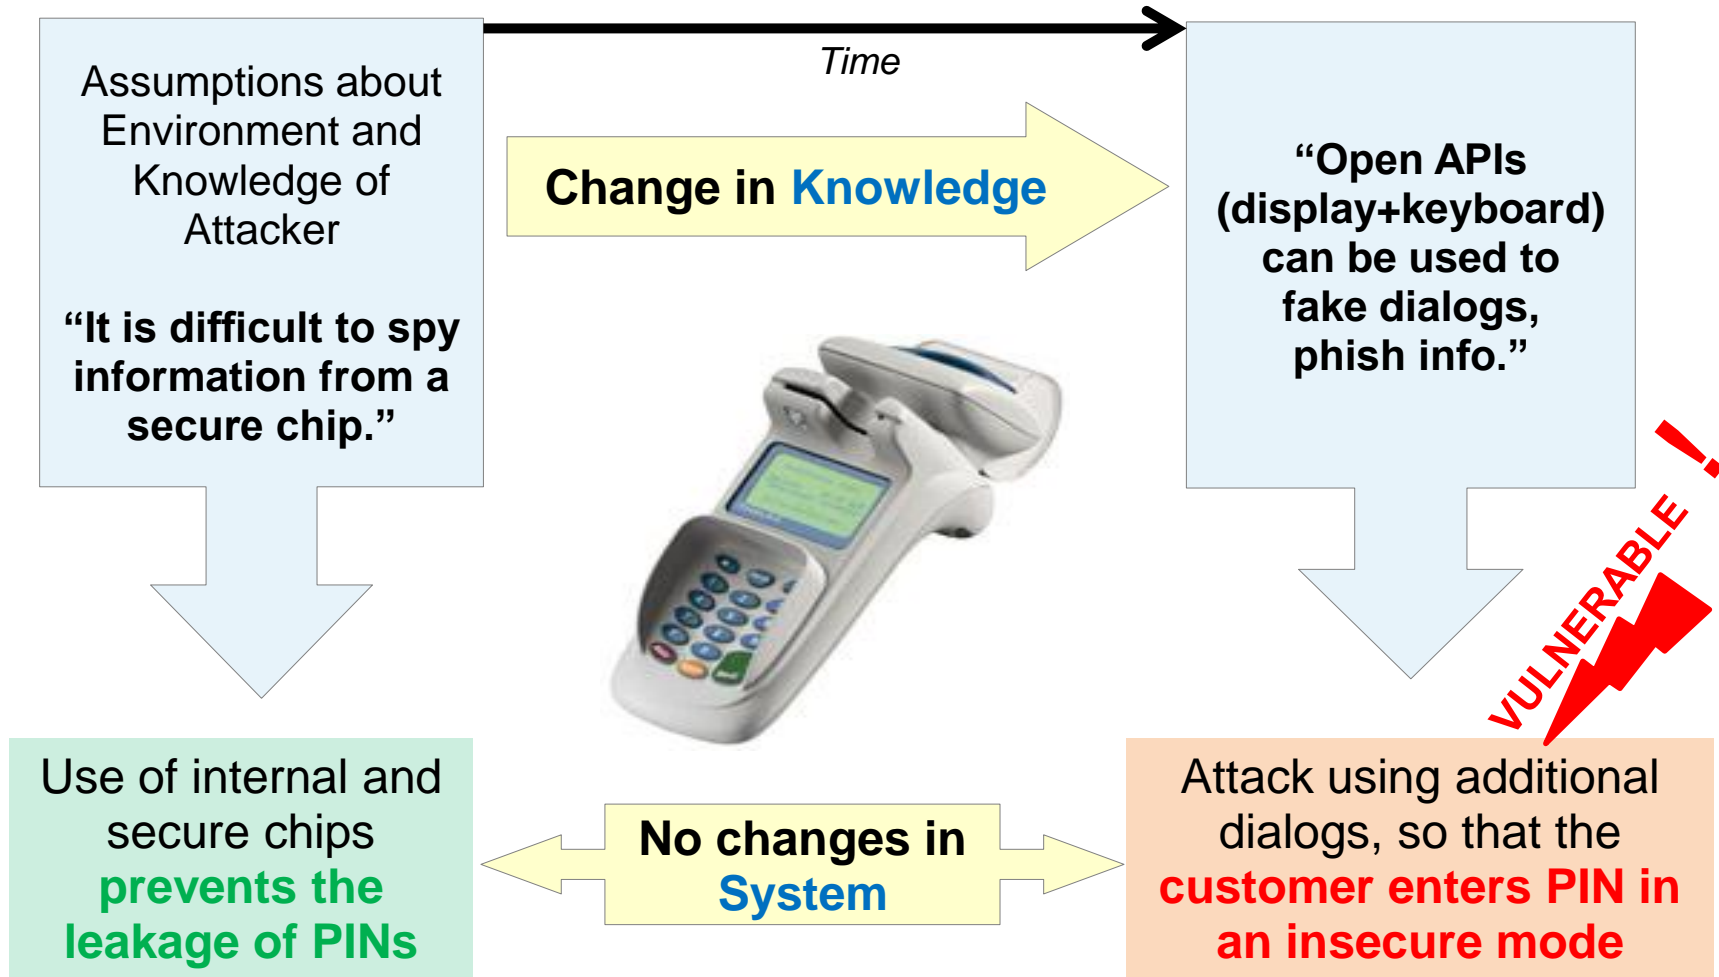 Time
Assumptions about
Environment and
Knowledge of
Attacker
“It is difficult to spy
information from a
secure chip.”
Change in Knowledge
“Open APIs
(display+keyboard)
can be used to
fake dialogs,
phish info.”
VULNERABLE !
Use of internal and
secure chips
prevents the
leakage of PINs
No changes in
System
Attack using additional
dialogs, so that the
customer enters PIN in
an insecure mode